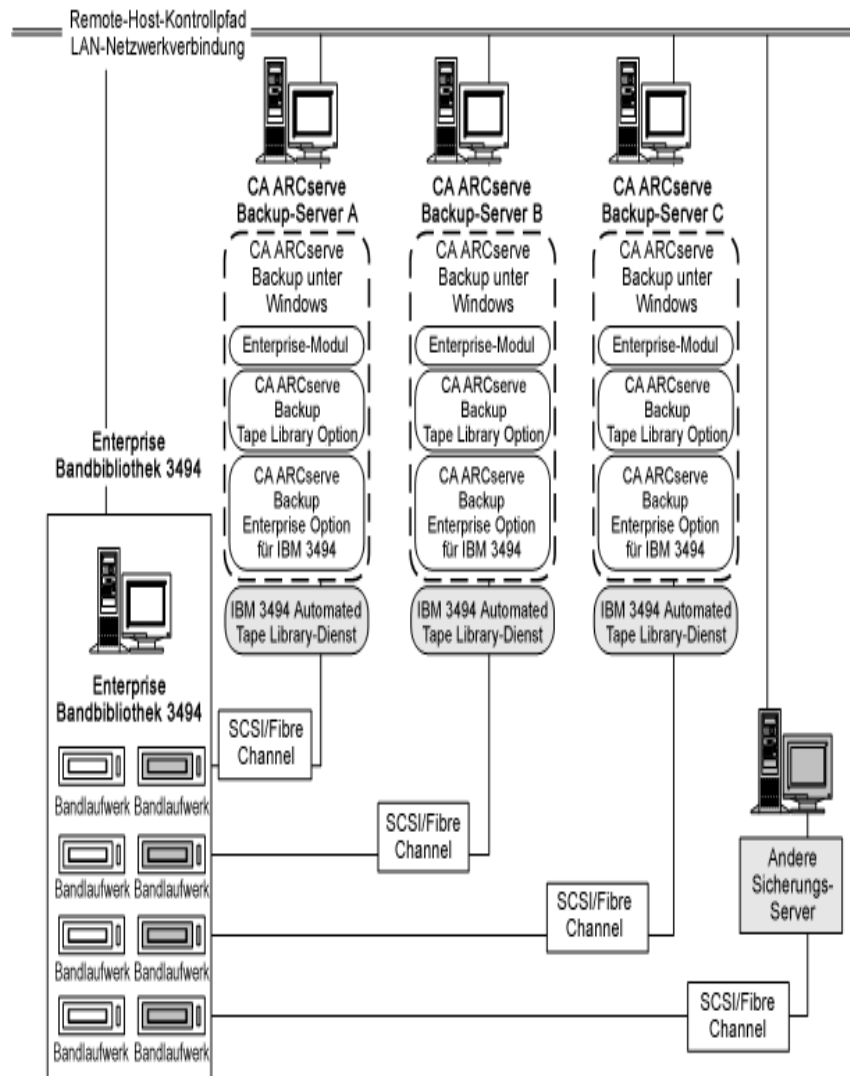 Remote-Host-Kontrollpfad
LAN-Netzwerkverbindung
CA ARCserve
Backup-Server A
CA ARCserve
Backup-Server B
CA ARCserve
Backup-Server C
CA ARCserve
Backup unter
Windows
Enterprise-Modul
CA ARCserve
Backup
Tape Library Option
CA ARCserve
Backup
Enterprise Option
für IBM 3494
IBM 3494 Automated
Tape Library-Dienst
CA ARCserve
Backup unter
Windows
Enterprise-Modul
CA ARCserve
Backup
Tape Library Option
CA ARCserve
Backup
Enterprise Option
für IBM 3494
IBM 3494 Automated
Tape Library-Dienst
CA ARCserve
Backup unter
Windows
Enterprise-Modul
CA ARCserve
Backup
Tape Library Option
CA ARCserve
Backup
Enterprise Option
für IBM 3494
IBM 3494 Automated
Tape Library-Dienst
Enterprise
Bandbibliothek 3494
Enterprise
Bandbibliothek 3494
Bandlaufwerk Bandlaufwerk
Bandlaufwerk Bandlaufwerk
Bandlaufwerk Bandlaufwerk
Bandlaufwerk Bandlaufwerk
SCSI/Fibre
Channel
SCSI/Fibre
Channel
SCSI/Fibre
Channel
Andere
Sicherungs-
Server
SCSI/Fibre
Channel